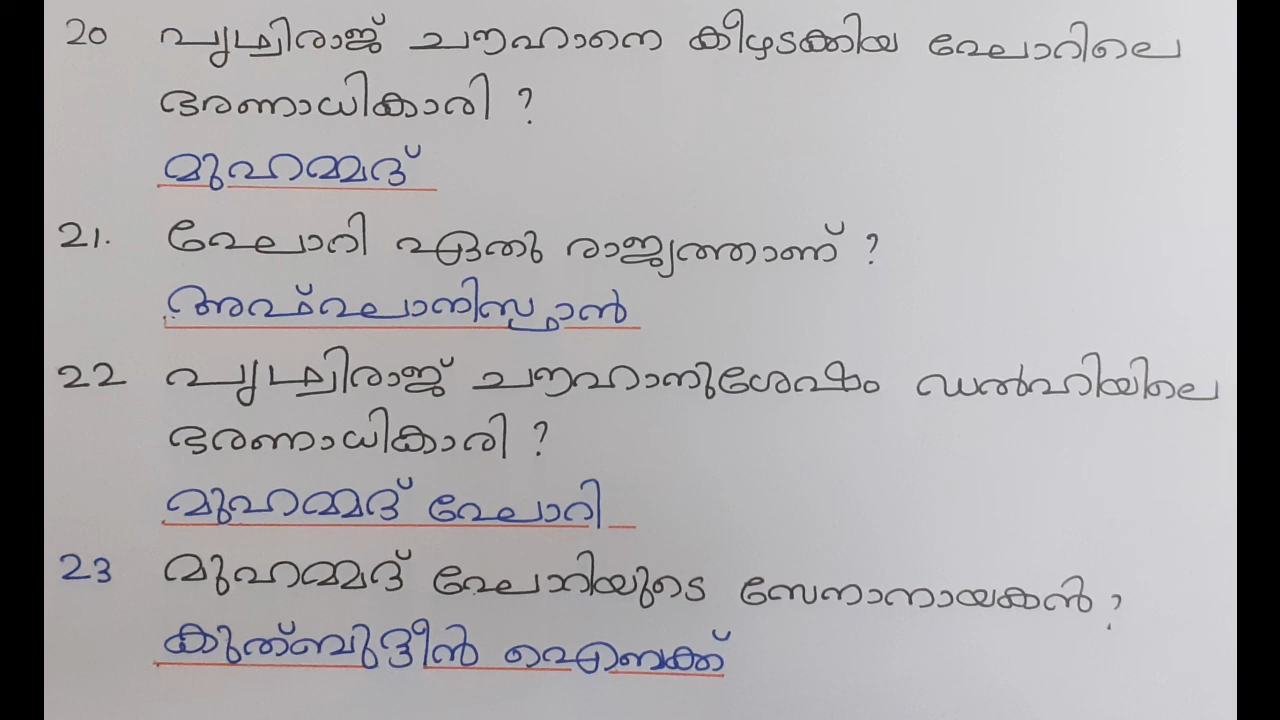 20 പൃഥ്വിരാജ് ചൗഹാനെ കീഴടക്കിയ ഘോറിലെ
ഭരണാധികാരി ?
മുഹമ്മദ്
21. ഘോറി ഏതു രാജ്യത്താണ് ?
അഫ്ഘാനിസ്ഥാൻ
22 പൃഥ്വിരാജ് ചൗഹാനുശേഷം ഡൽഹിയിലെ
ഭരണാധികാരി ?
മുഹമ്മദ് ഘോറി
23 മുഹമ്മദ് ഘോറിയുടെ സേനാനായകൻ ?
കുത്ബുദ്ദീൻ ഐബക്ക്